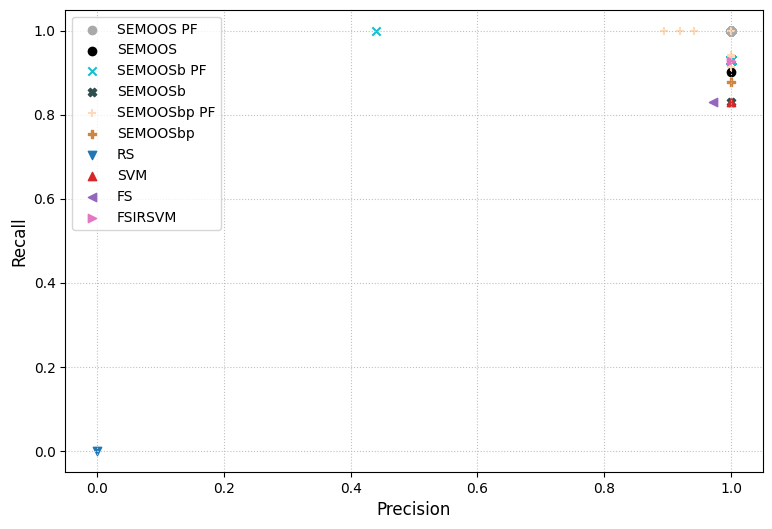 1.0
0.8
0.6
0.4
0.2
0.0
Recall
SEMOOS PF
SEMOOS
SEMOOSb PF
SEMOOSb
SEMOOSbp PF
SEMOOSbp
RS
SVM
FS
FSIRSVM
0.0 0.2 0.4 0.6 0.8 1.0
Precision